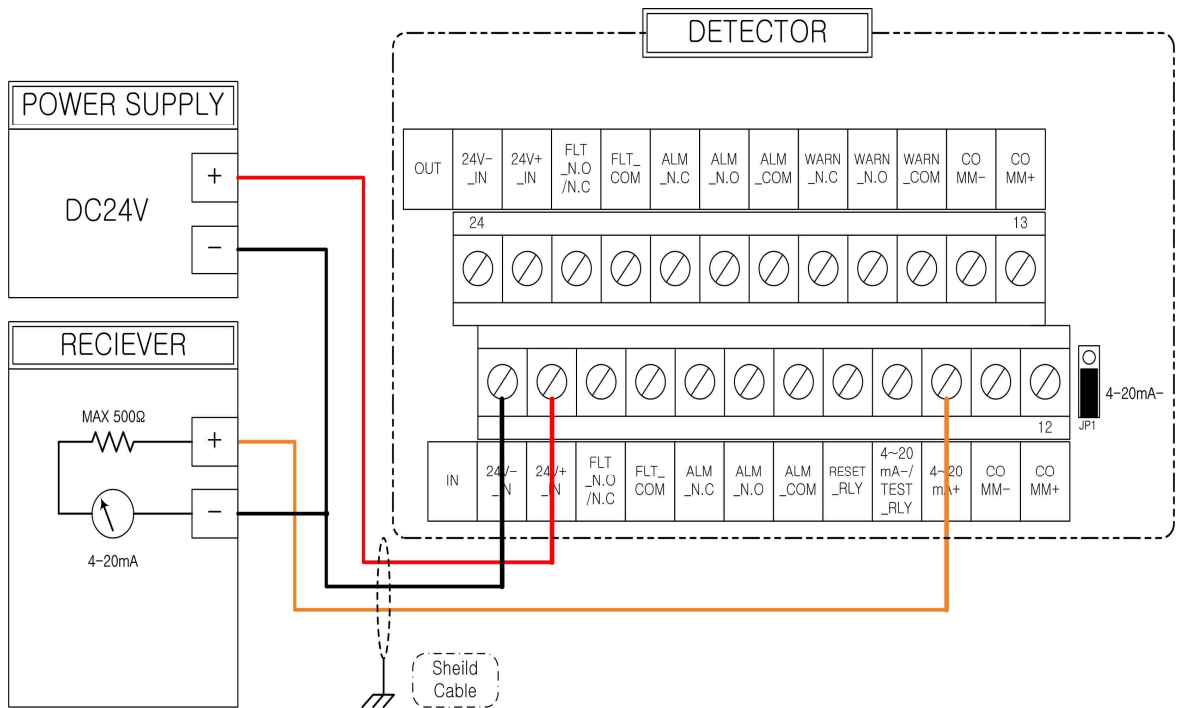 DETECTOR
POWER SUPPLY
DC24V
+
−
RECIEVER
MAX 500Ω
+
−
4-20mA
OUT
24V-
_IN
24V+
_IN
FLT
_N.O
/N.C
FLT_
COM
ALM
_N.C
ALM
_N.O
ALM
_COM
WARN
_N.C
WARN
_N.O
WARN
_COM
CO
MM-
CO
MM+
24
13
12
4-20mA-
JP1
IN
24V-
_IN
24V+
_IN
FLT
_N.O
/N.C
FLT_
COM
ALM
_N.C
ALM
_N.O
ALM
_COM
RESET
_RLY
4~20
mA-/
TEST
_RLY
4~20
mA+
CO
MM-
CO
MM+
Sheild
Cable